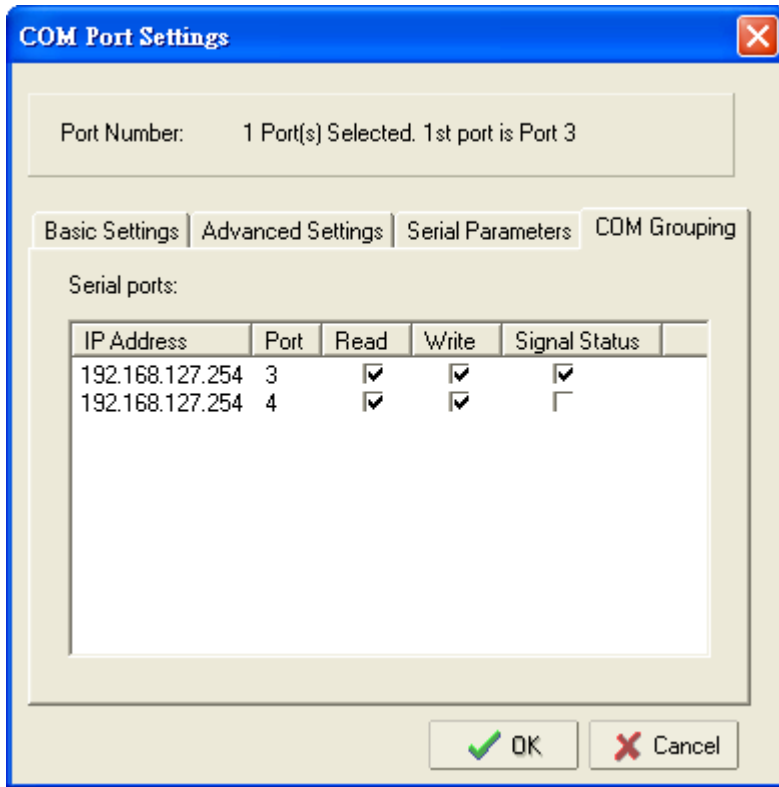 COM Port Settings
Port Number: 1 Port(s) Selected. 1st port is Port 3
Basic Settings Advanced Settings Serial Parameters COM Grouping
Serial ports:
IP Address Port Read Write Signal Status
192.168.127.254 3
192.168.127.254 4
OK Cancel